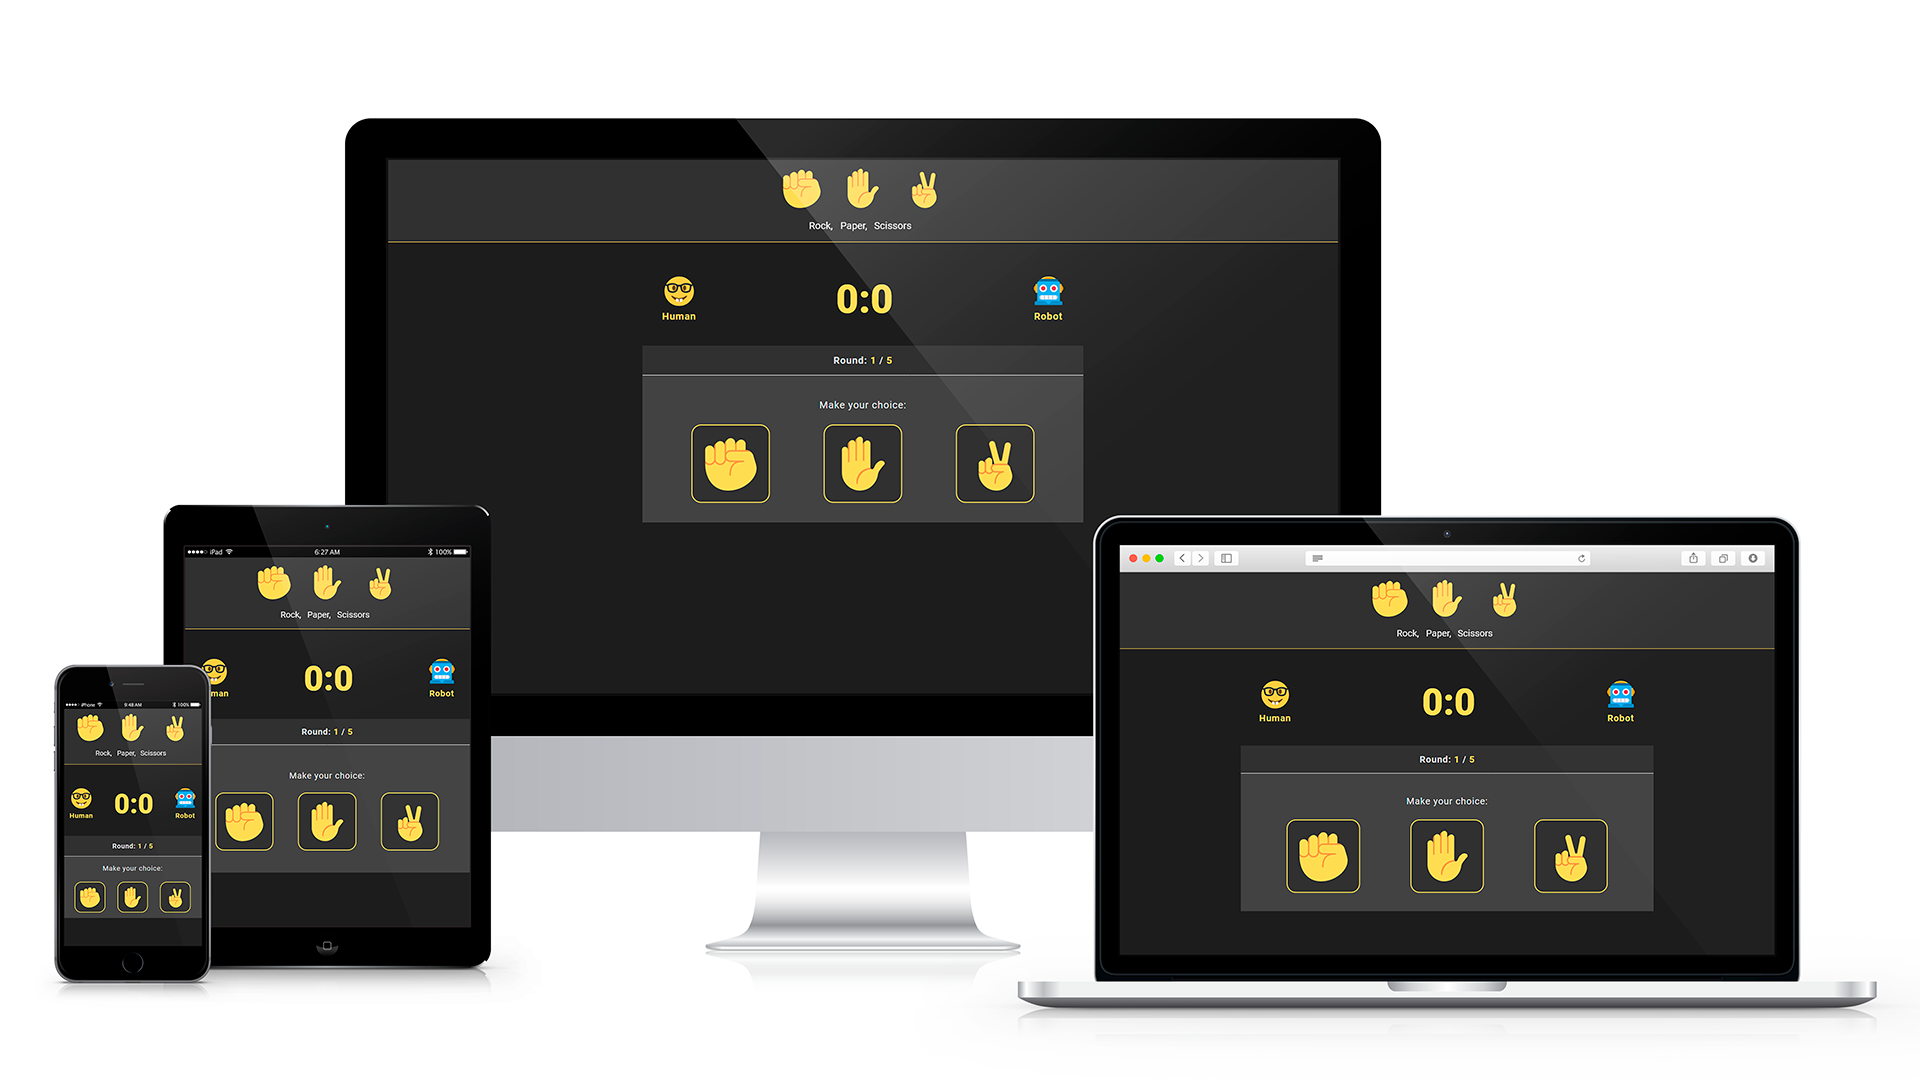 Rock, Paper, Scissors
0:0
Human
Robot
Round: 1 / 5
Make your choice:
iPad
6:27 AM
100%
Rock, Paper, Scissors
0:0
man
Robot
Round: 1 / 5
Make your choice:
iPhone
9:48 AM
100%
Rock, Paper, Scissors
0:0
Human
Robot
Round: 1 / 5
Make your choice:
Rock, Paper, Scissors
0:0
Human
Robot
Round: 1 / 5
Make your choice: